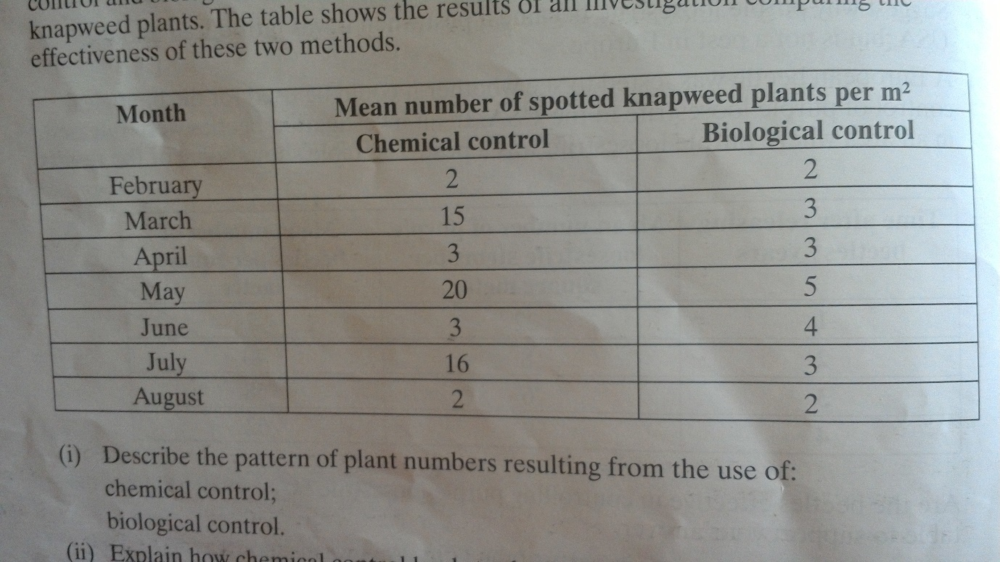 control and
knapweed plants. The table shows the results of an investigation comparing the
effectiveness of these two methods.
Month Mean number of spotted knapweed plants per m²
Chemical control Biological control
February 2 2
March 15 3
April 3 3
May 20 5
June 3 4
July 16 3
August 2 2
(i) Describe the pattern of plant numbers resulting from the use of:
chemical control;
biological control.
(ii) Explain how chemical control